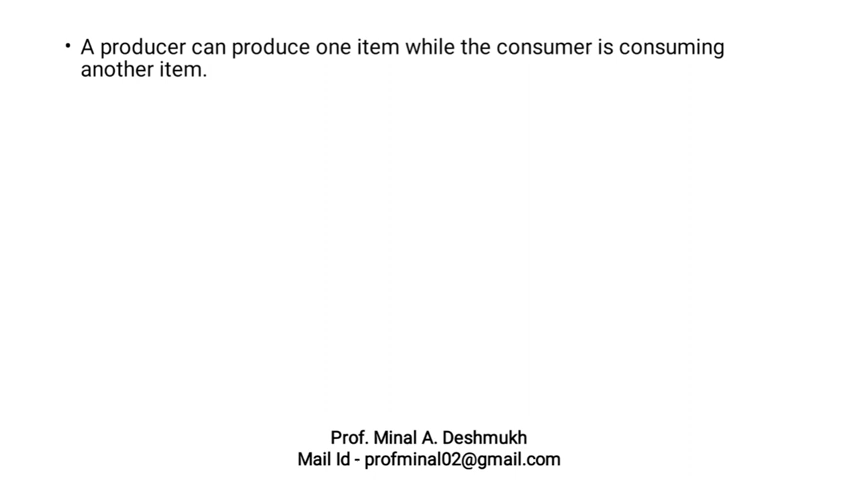 • A producer can produce one item while the consumer is consuming
another item.
Prof. Minal A. Deshmukh
Mail Id - profminal02@gmail.com